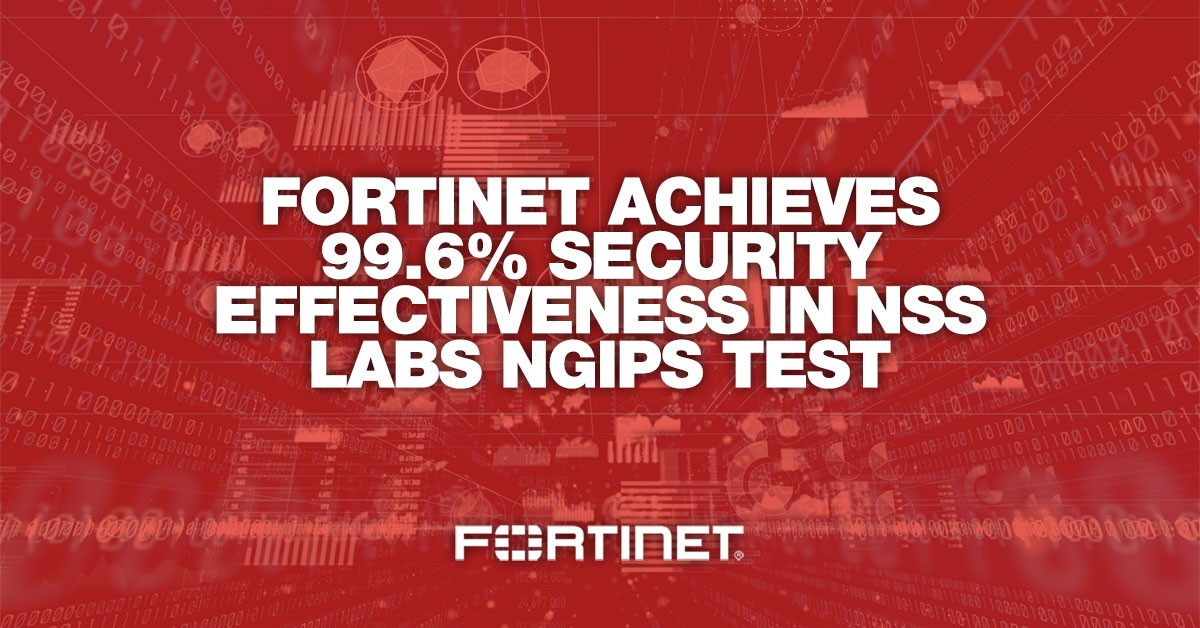 FORTINET ACHIEVES
99.6% SECURITY
EFFECTIVENESS IN NSS
LABS NGIPS TEST
FORTINET®